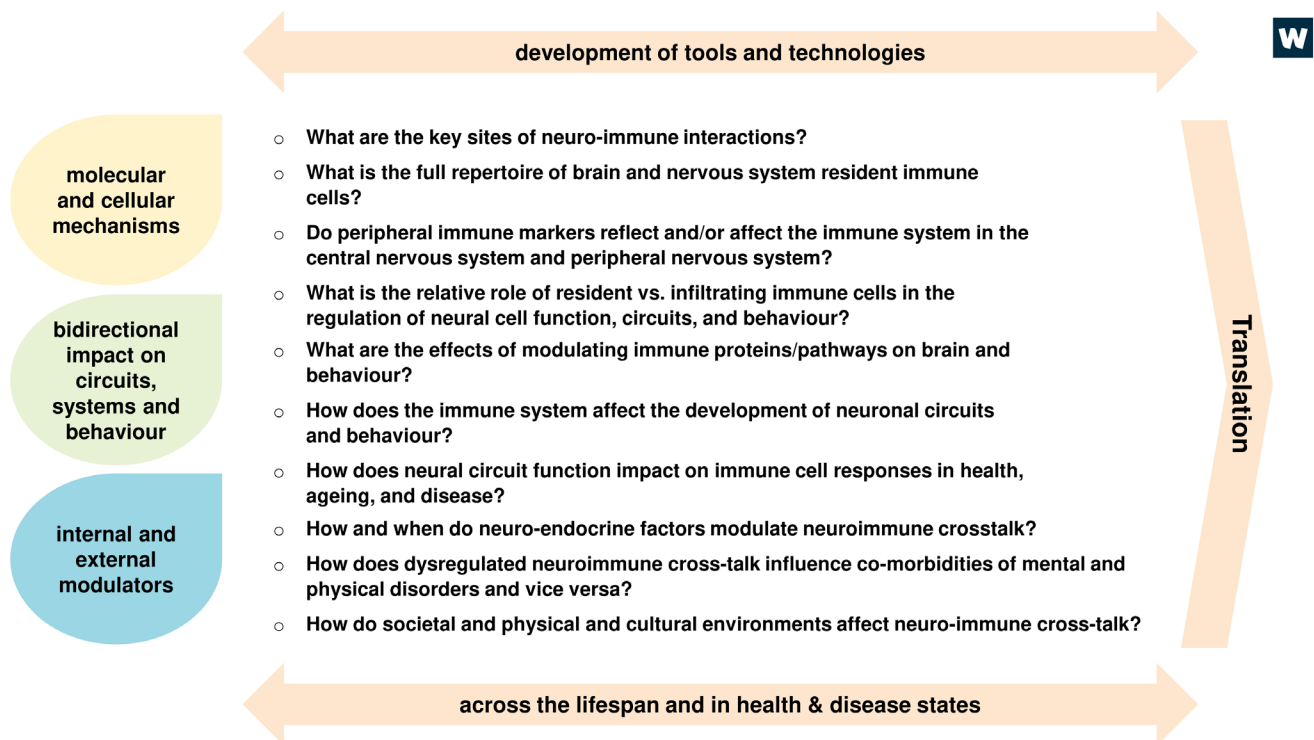 development of tools and technologies
W
molecular
and cellular
mechanisms
bidirectional
impact on
circuits,
systems and
behaviour
internal and
external
modulators
○ What are the key sites of neuro-immune interactions?
○ What is the full repertoire of brain and nervous system resident immune
cells?
○ Do peripheral immune markers reflect and/or affect the immune system in the
central nervous system and peripheral nervous system?
○ What is the relative role of resident vs. infiltrating immune cells in the
regulation of neural cell function, circuits, and behaviour?
○ What are the effects of modulating immune proteins/pathways on brain and
behaviour?
○ How does the immune system affect the development of neuronal circuits
and behaviour?
○ How does neural circuit function impact on immune cell responses in health,
ageing, and disease?
○ How and when do neuro-endocrine factors modulate neuroimmune crosstalk?
○ How does dysregulated neuroimmune cross-talk influence co-morbidities of mental and
physical disorders and vice versa?
○ How do societal and physical and cultural environments affect neuro-immune cross-talk?
Translation
across the lifespan and in health & disease states